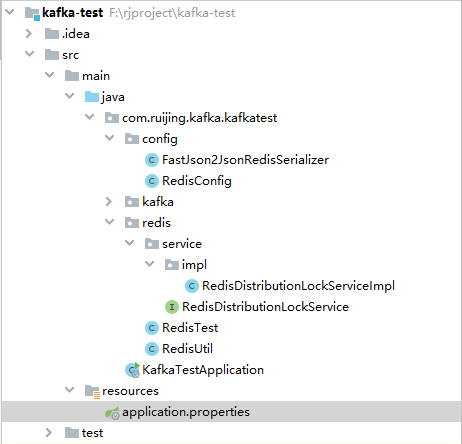 kafka-test F:\rjproject\kafka-test
.idea
src
main
java
com.ruijing.kafka.kafkatest
config
FastJson2JsonRedisSerializer
RedisConfig
kafka
redis
service
impl
RedisDistributionLockServiceImpl
RedisDistributionLockService
RedisTest
RedisUtil
KafkaTestApplication
resources
application.properties
test